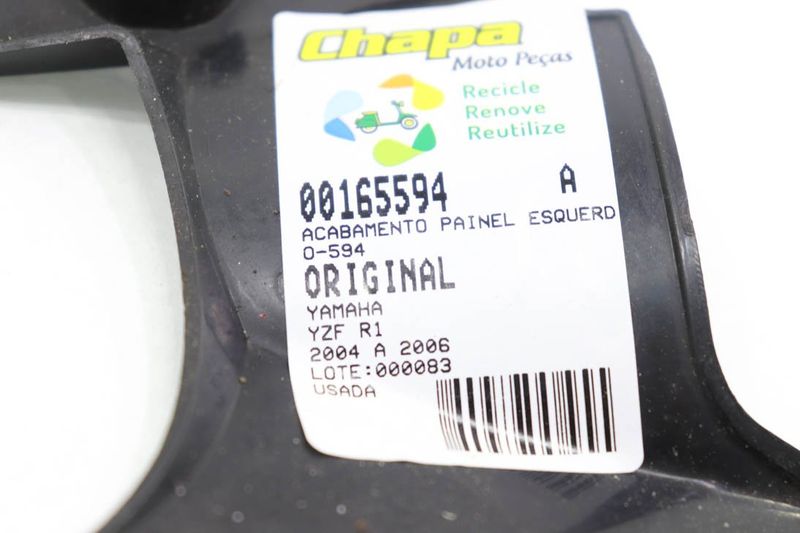 Chapa
Moto Peças
Recicle
Renove
Reutilize
00165594 A
ACABAMENTO PAINEL ESQUERD
O-594
ORIGINAL
YAMAHA
YZF R1
2004 A 2006
LOTE:000083
USADA